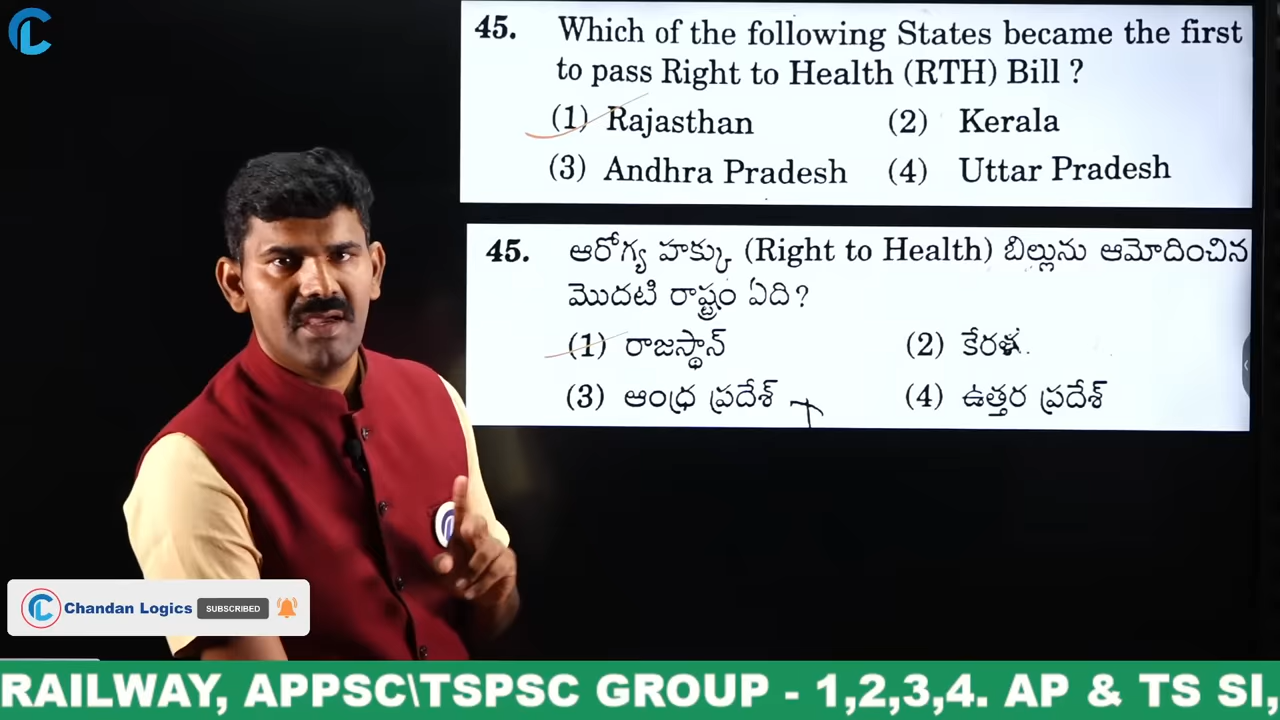 45. Which of the following States became the first
to pass Right to Health (RTH) Bill ?
(1) Rajasthan (2) Kerala
(3) Andhra Pradesh (4) Uttar Pradesh
45. ఆరోగ్య హక్కు (Right to Health) బిల్లును ఆమోదించిన
మొదటి రాష్ట్రం ఏది?
(1) రాజస్థాన్ (2) కేరళ
(3) ఆంధ్ర ప్రదేశ్ (4) ఉత్తర ప్రదేశ్
Chandan Logics SUBSCRIBED
RAILWAY, APPSC\TSPSC GROUP - 1,2,3,4. AP & TS SI,